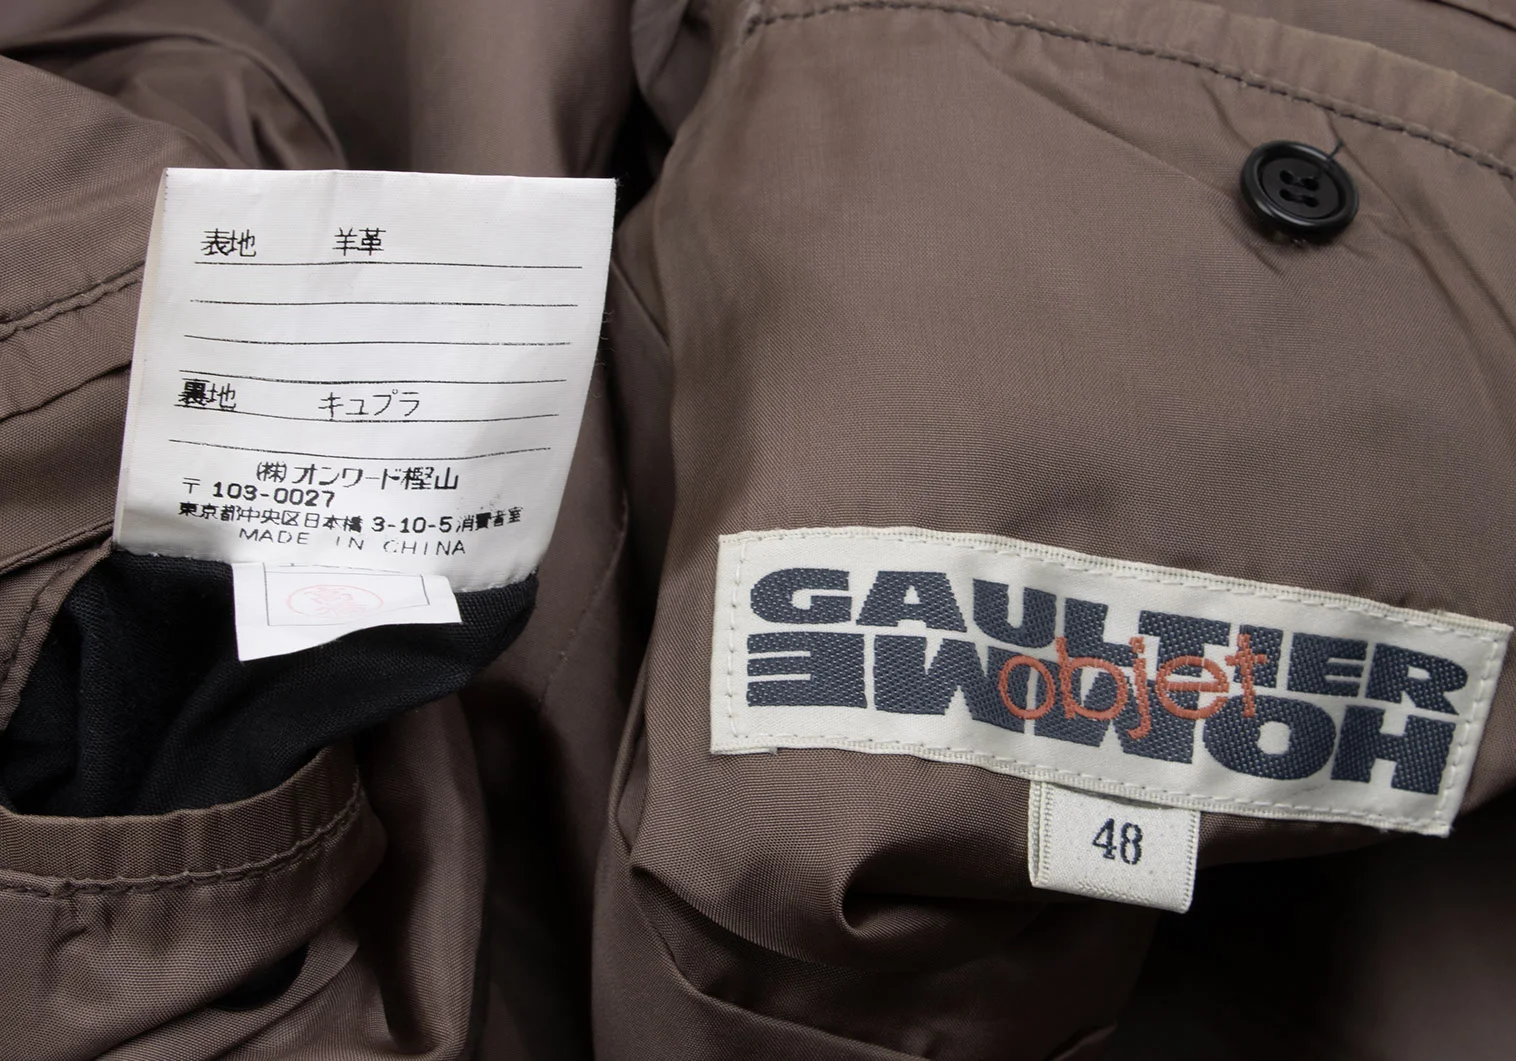 表地 羊革
裏地 キュプラ
(株)オンワード樫山
〒103-0027
東京都中央区日本橋 3-10-5 消費者室
MADE IN CHINA
GAULTIER
HOMME
objet
48